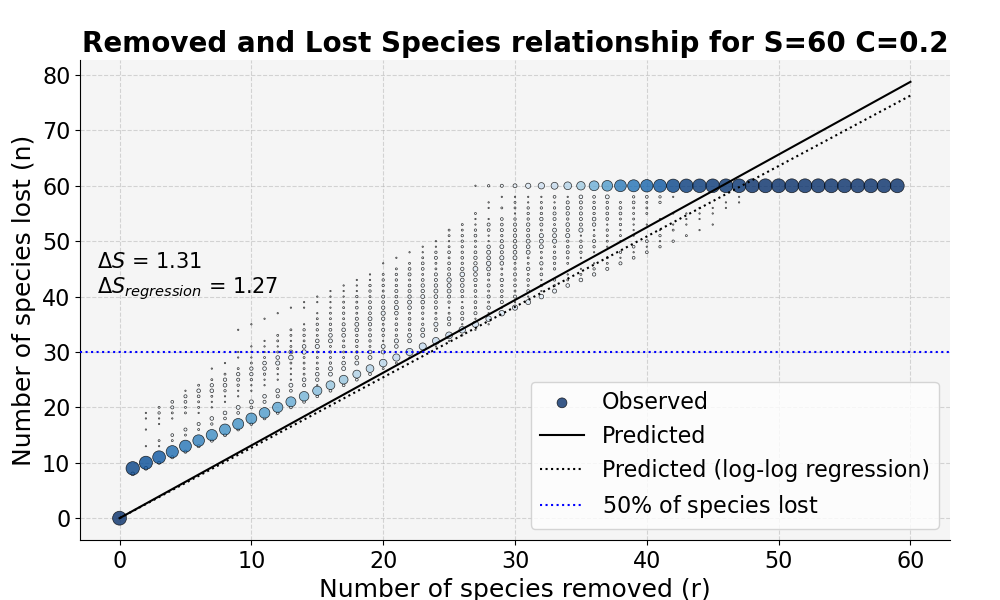 Removed and Lost Species relationship for S=60 C=0.2
Number of species lost (n)
80
70
60
50
40
30
20
10
0
ΔS = 1.31
ΔS_regression = 1.27
Observed
Predicted
Predicted (log-log regression)
50% of species lost
0 10 20 30 40 50 60
Number of species removed (r)